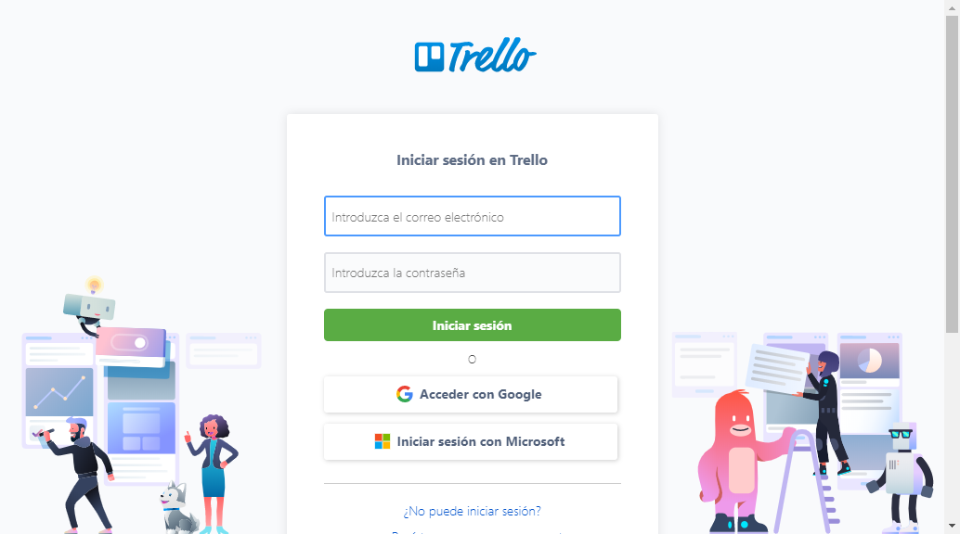 Trello
Iniciar sesión en Trello
Introduzca el correo electrónico
Introduzca la contraseña
Iniciar sesión
O
Acceder con Google
Iniciar sesión con Microsoft
¿No puede iniciar sesión?